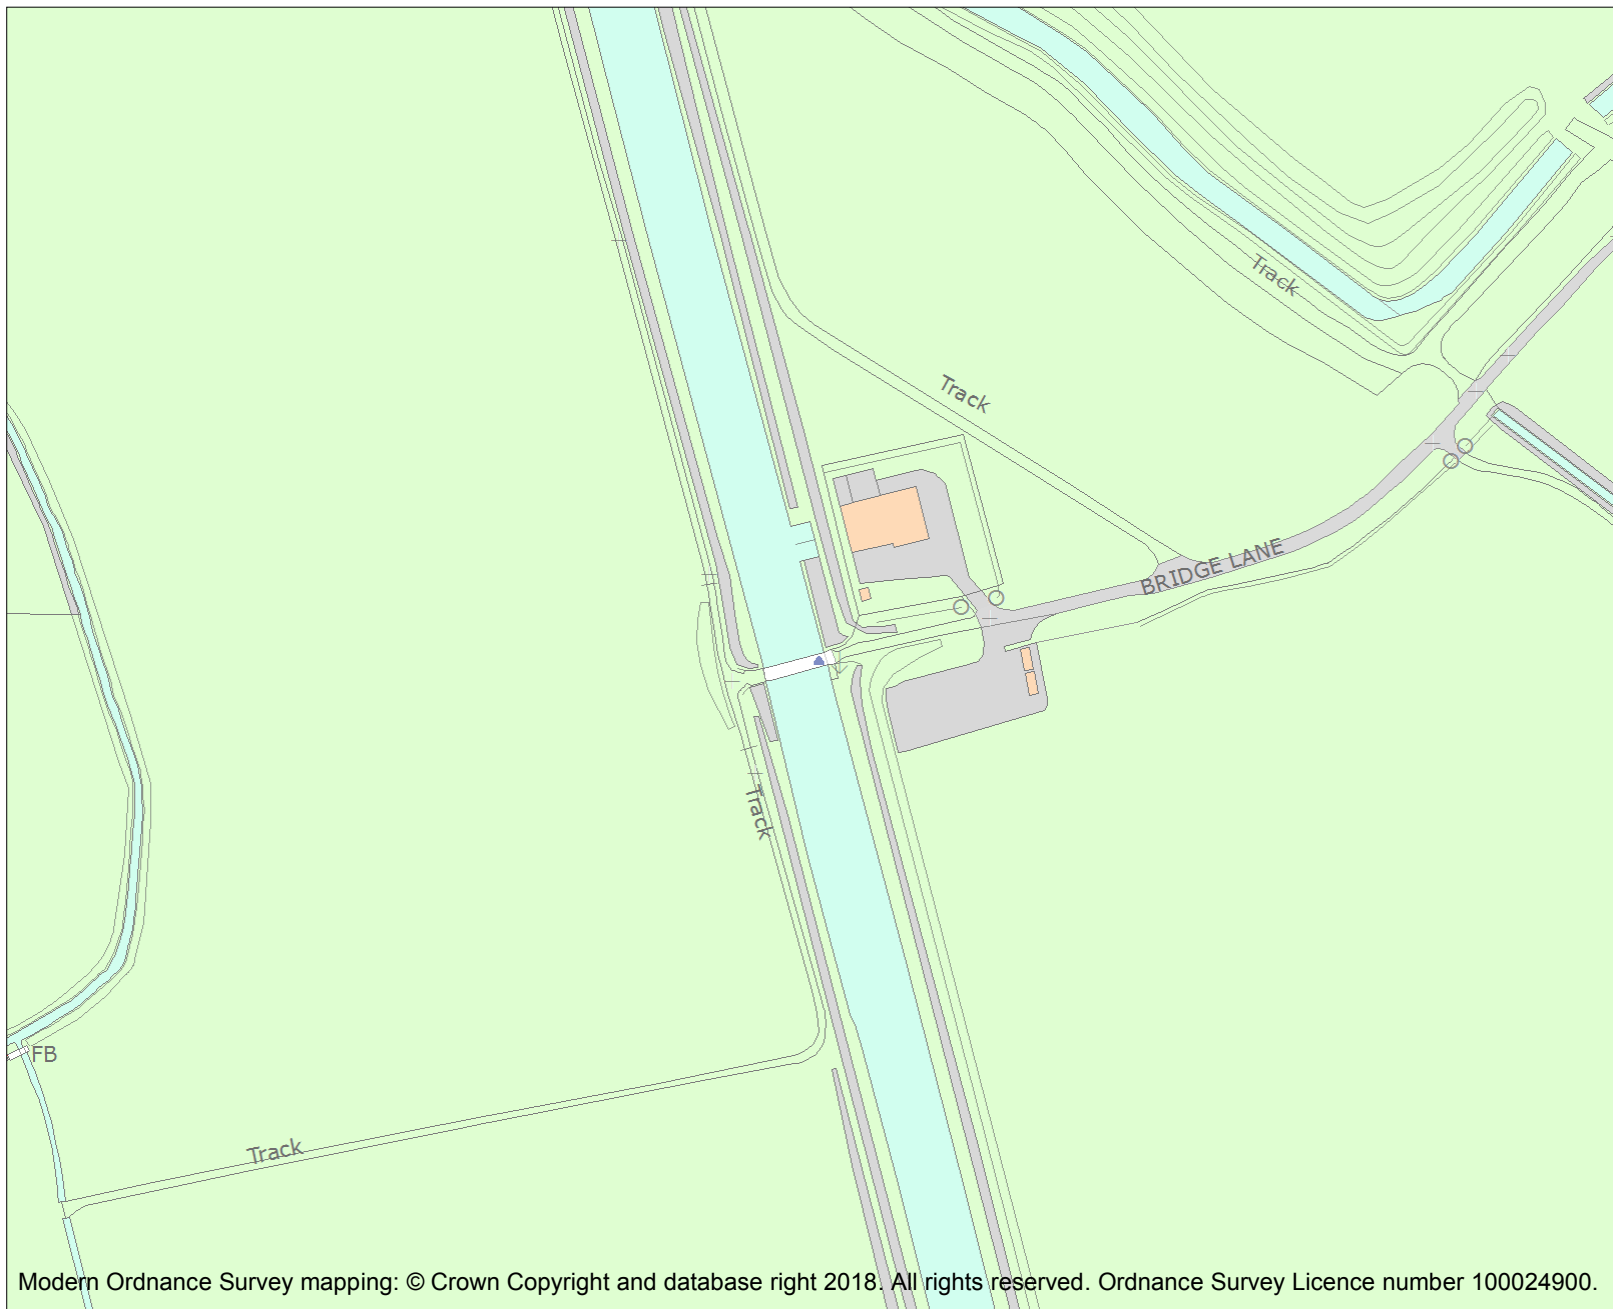 Track
Track
BRIDGE LANE
Track
FB
Track
Modern Ordnance Survey mapping: © Crown Copyright and database right 2018. All rights reserved. Ordnance Survey Licence number 100024900.